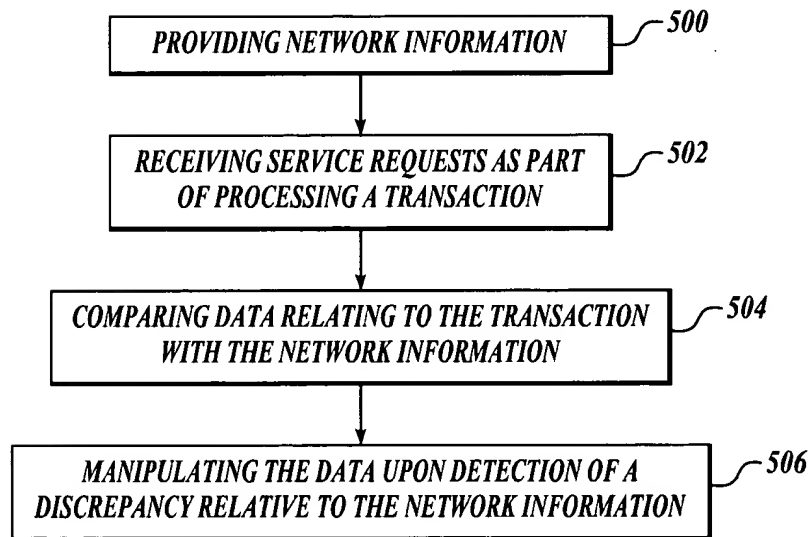 PROVIDING NETWORK INFORMATION
500
RECEIVING SERVICE REQUESTS AS PART
OF PROCESSING A TRANSACTION
502
COMPARING DATA RELATING TO THE TRANSACTION
WITH THE NETWORK INFORMATION
504
MANIPULATING THE DATA UPON DETECTION OF A
DISCREPANCY RELATIVE TO THE NETWORK INFORMATION
506